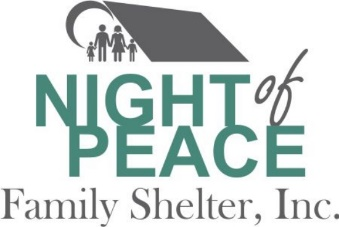 NIGHT of
PEACE
Family Shelter, Inc.